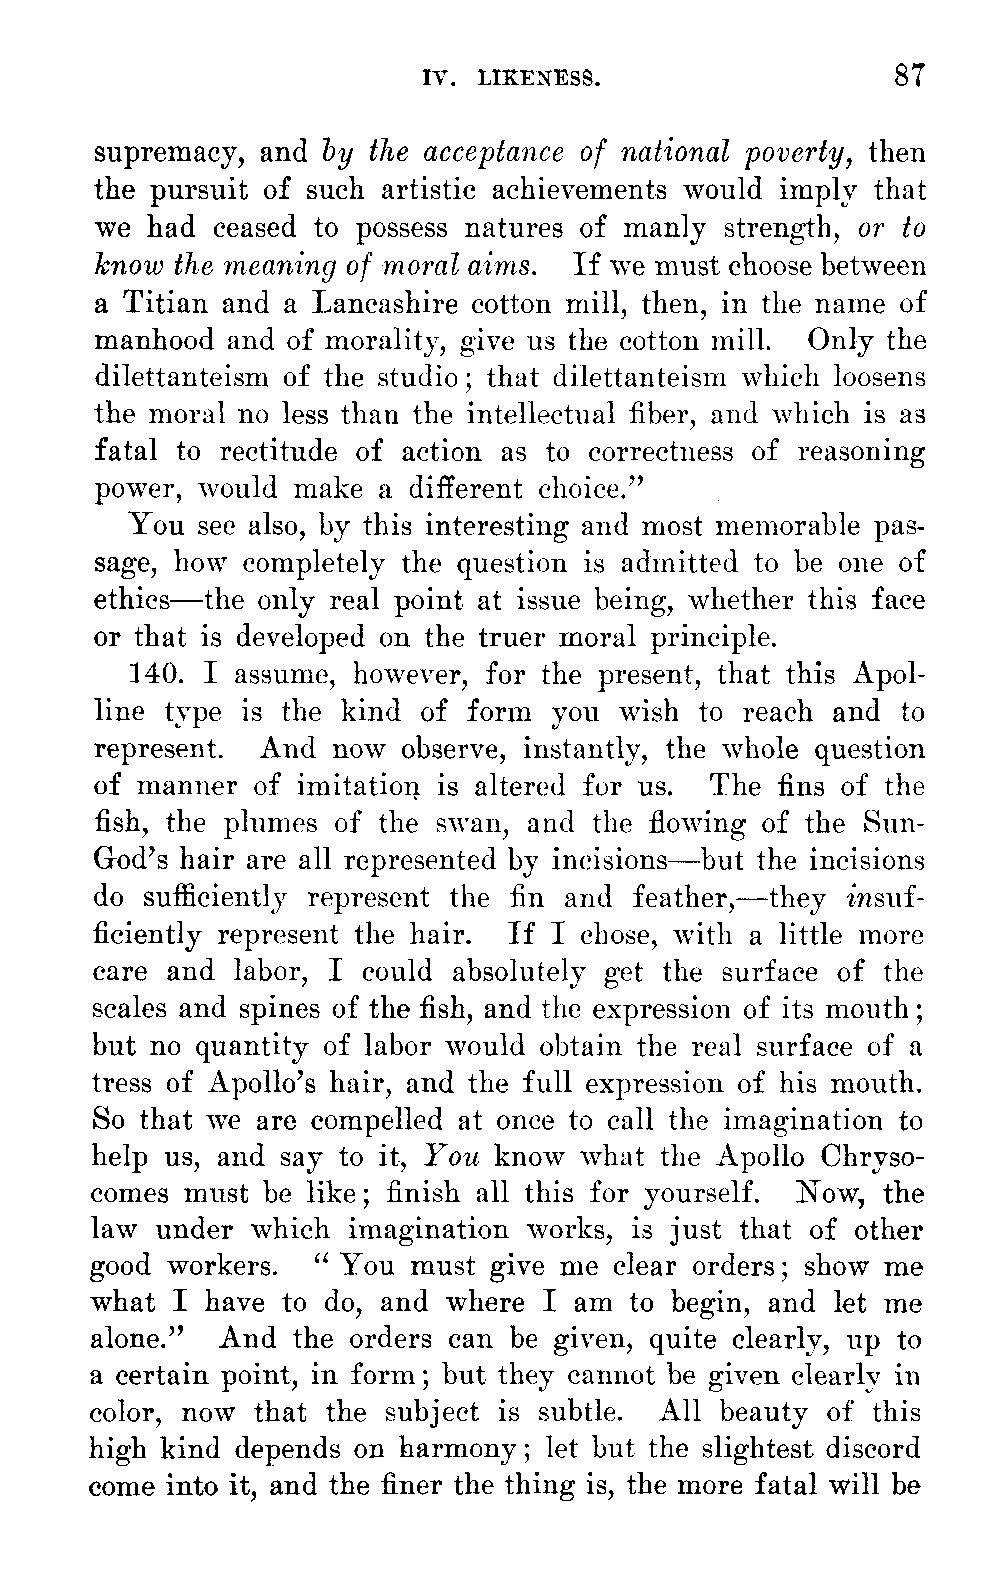 IV. LIKENESS. 87
supremacy, and by the acceptance of national poverty, then
the pursuit of such artistic achievements would imply that
we had ceased to possess natures of manly strength, or to
know the meaning of moral aims. If we must choose between
a Titian and a Lancashire cotton mill, then, in the name of
manhood and of morality, give us the cotton mill. Only the
dilettanteism of the studio; that dilettanteism which loosens
the moral no less than the intellectual fiber, and which is as
fatal to rectitude of action as to correctness of reasoning
power, would make a different choice.”
You see also, by this interesting and most memorable pas-
sage, how completely the question is admitted to be one of
ethics—the only real point at issue being, whether this face
or that is developed on the truer moral principle.
140. I assume, however, for the present, that this Apol-
line type is the kind of form you wish to reach and to
represent. And now observe, instantly, the whole question
of manner of imitation is altered for us. The fins of the
fish, the plumes of the swan, and the flowing of the Sun-
God’s hair are all represented by incisions—but the incisions
do sufficiently represent the fin and feather,—they insuf-
ficiently represent the hair. If I chose, with a little more
care and labor, I could absolutely get the surface of the
scales and spines of the fish, and the expression of its mouth;
but no quantity of labor would obtain the real surface of a
tress of Apollo’s hair, and the full expression of his mouth.
So that we are compelled at once to call the imagination to
help us, and say to it, You know what the Apollo Chryso-
comes must be like; finish all this for yourself. Now, the
law under which imagination works, is just that of other
good workers. “You must give me clear orders; show me
what I have to do, and where I am to begin, and let me
alone.” And the orders can be given, quite clearly, up to
a certain point, in form; but they cannot be given clearly in
color, now that the subject is subtle. All beauty of this
high kind depends on harmony; let but the slightest discord
come into it, and the finer the thing is, the more fatal will be